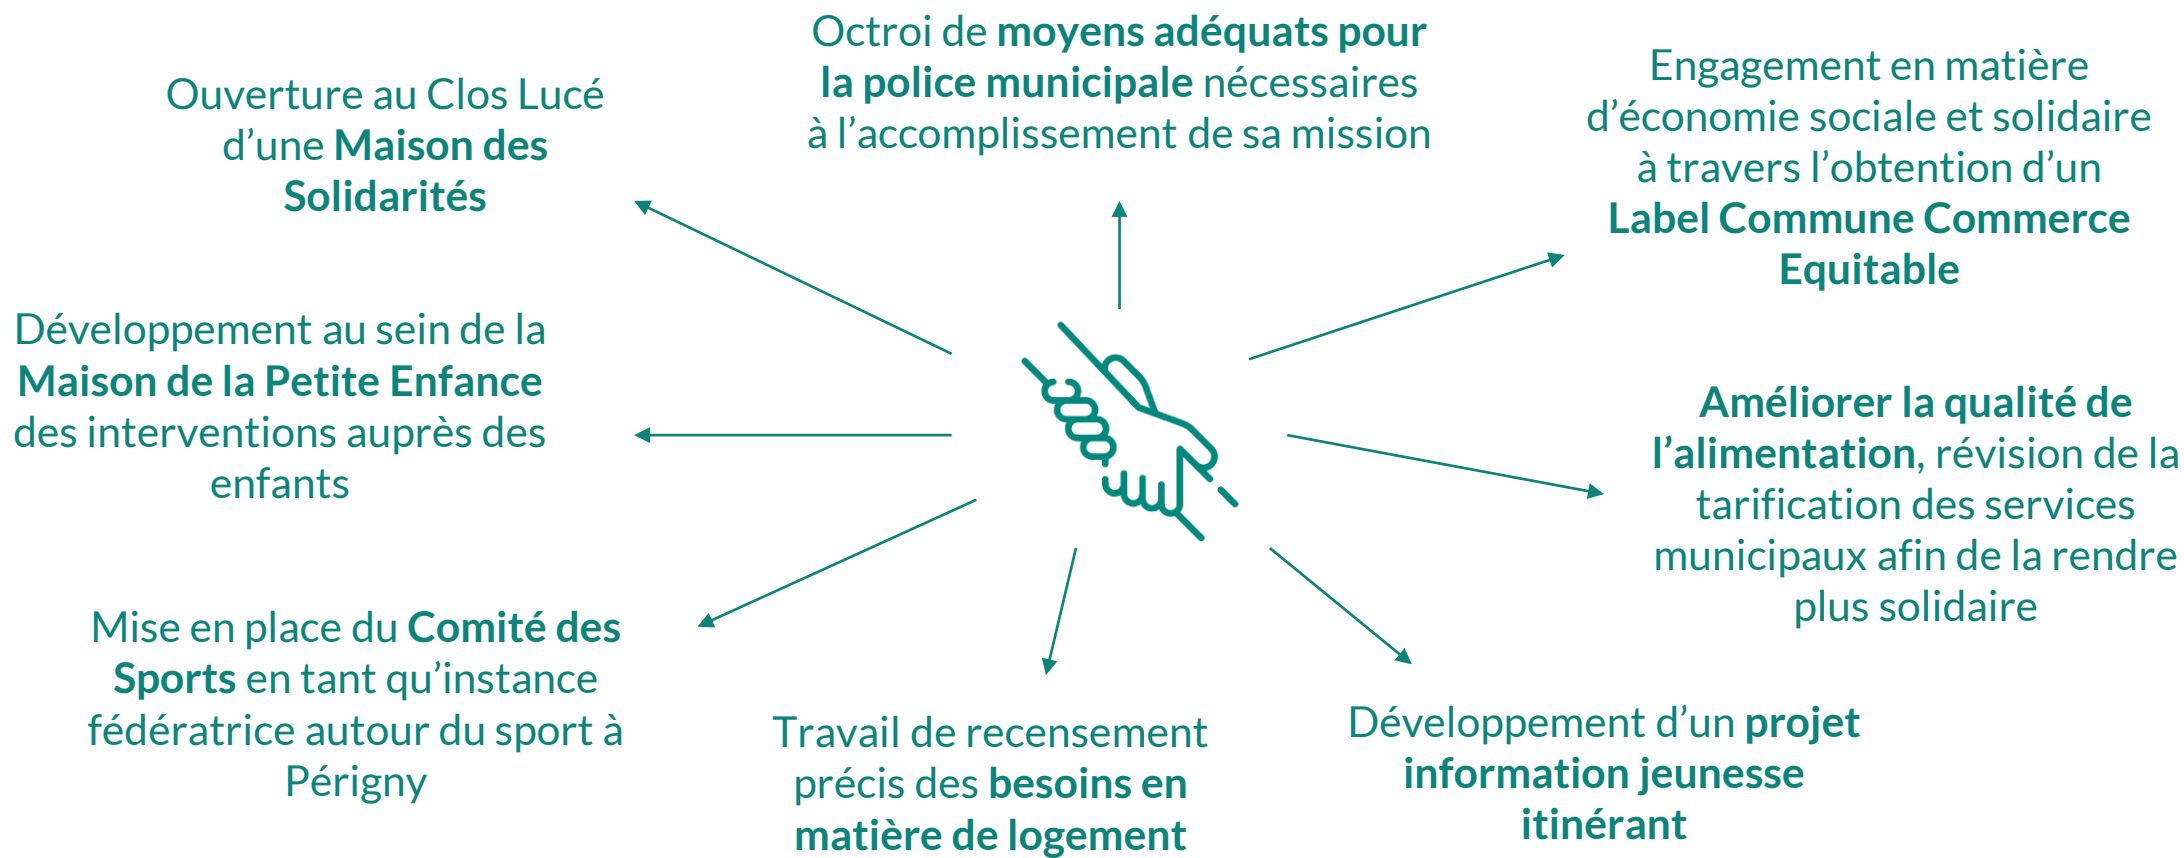 Octroi de moyens adéquats pour
la police municipale nécessaires
à l’accomplissement de sa mission
Ouverture au Clos Lucé
d’une Maison des
Solidarités
Engagement en matière
d’économie sociale et solidaire
à travers l’obtention d’un
Label Commune Commerce
Equitable
Développement au sein de la
Maison de la Petite Enfance
des interventions auprès des
enfants
Améliorer la qualité de
l’alimentation, révision de la
tarification des services
municipaux afin de la rendre
plus solidaire
Mise en place du Comité des
Sports en tant qu’instance
fédératrice autour du sport à
Périgny
Travail de recensement
précis des besoins en
matière de logement
Développement d’un projet
information jeunesse
itinérant